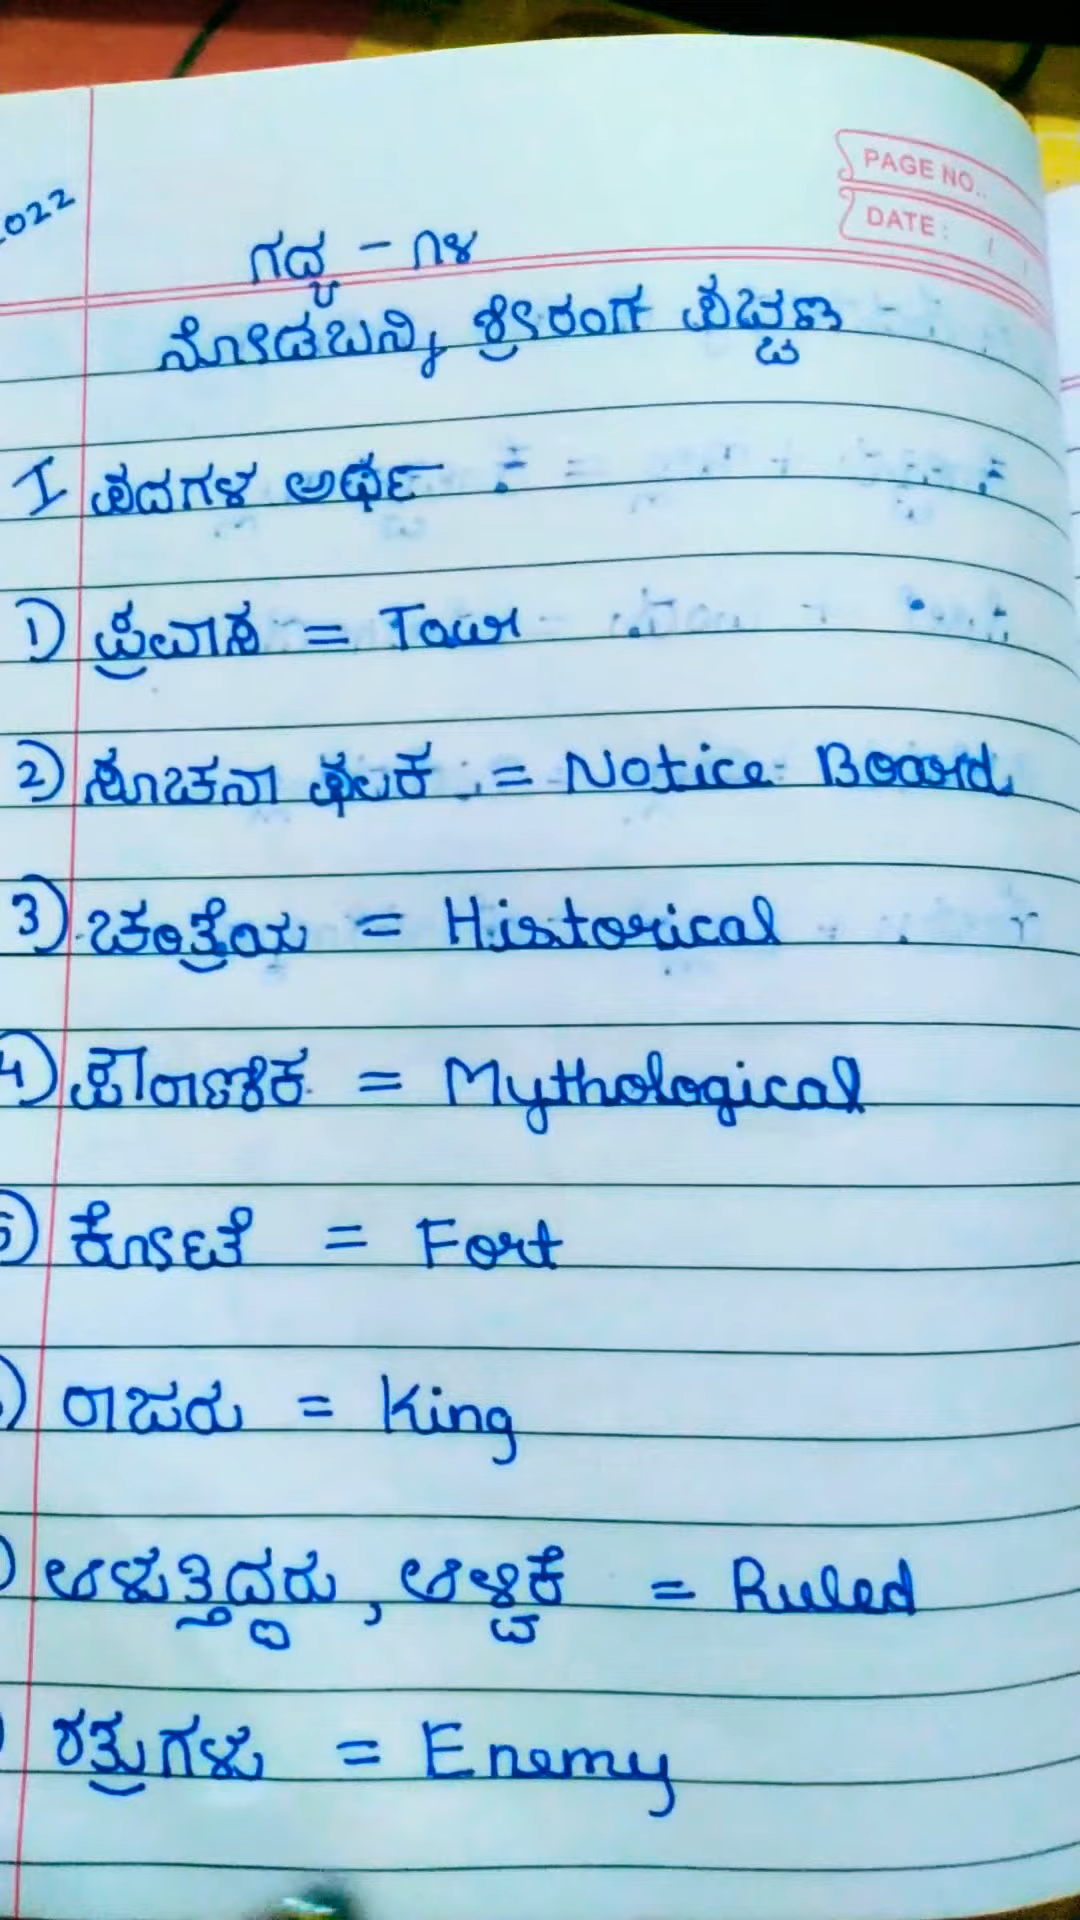 PAGE NO..
DATE: / /
2022
ಗದ್ಯ - ೧೪
ನೋಡಬನ್ನಿ, ಶ್ರೀರಂಗ ಪಟ್ಟಣ
I ಪದಗಳ ಅರ್ಥ
1) ಪ್ರವಾಸ = Tour
2) ಸೂಚನಾ ಫಲಕ = Notice Board
3) ಚರಿತ್ರೆಯ = Historical
4) ಪೌರಾಣಿಕ = Mythological
5) ಕೋಟೆ = Fort
) ರಾಜರು = King
) ಆಳುತ್ತಿದ್ದರು, ಆಳ್ವಿಕೆ = Ruled
) ಶತ್ರುಗಳು = Enemy